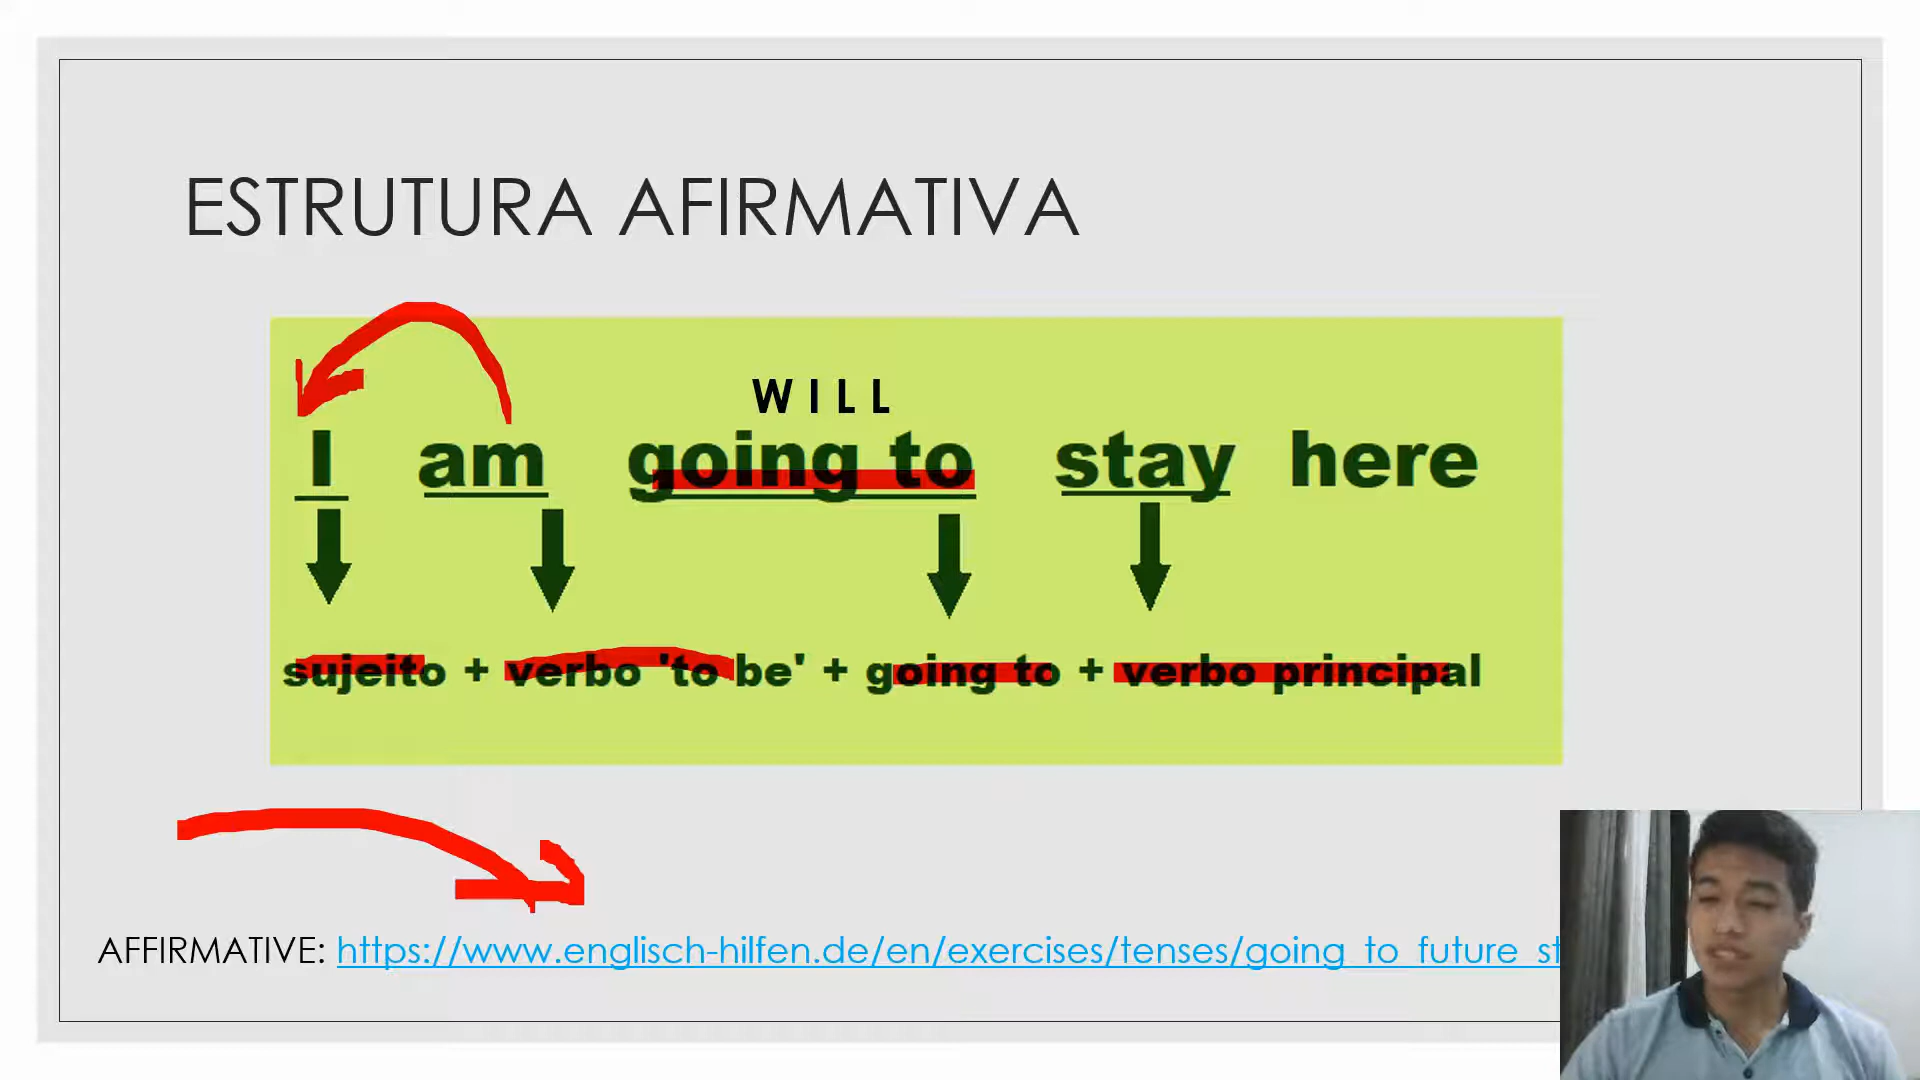 ESTRUTURA AFIRMATIVA
WILL
I am going to stay here
sujeito + verbo 'to be' + going to + verbo principal
AFFIRMATIVE: https://www.englisch-hilfen.de/en/exercises/tenses/going_to_future_st